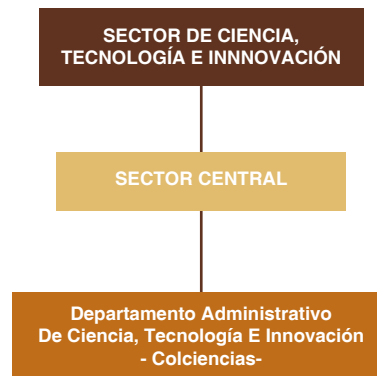 SECTOR DE CIENCIA,
TECNOLOGÍA E INNNOVACIÓN
SECTOR CENTRAL
Departamento Administrativo
De Ciencia, Tecnología E Innovación
- Colciencias-